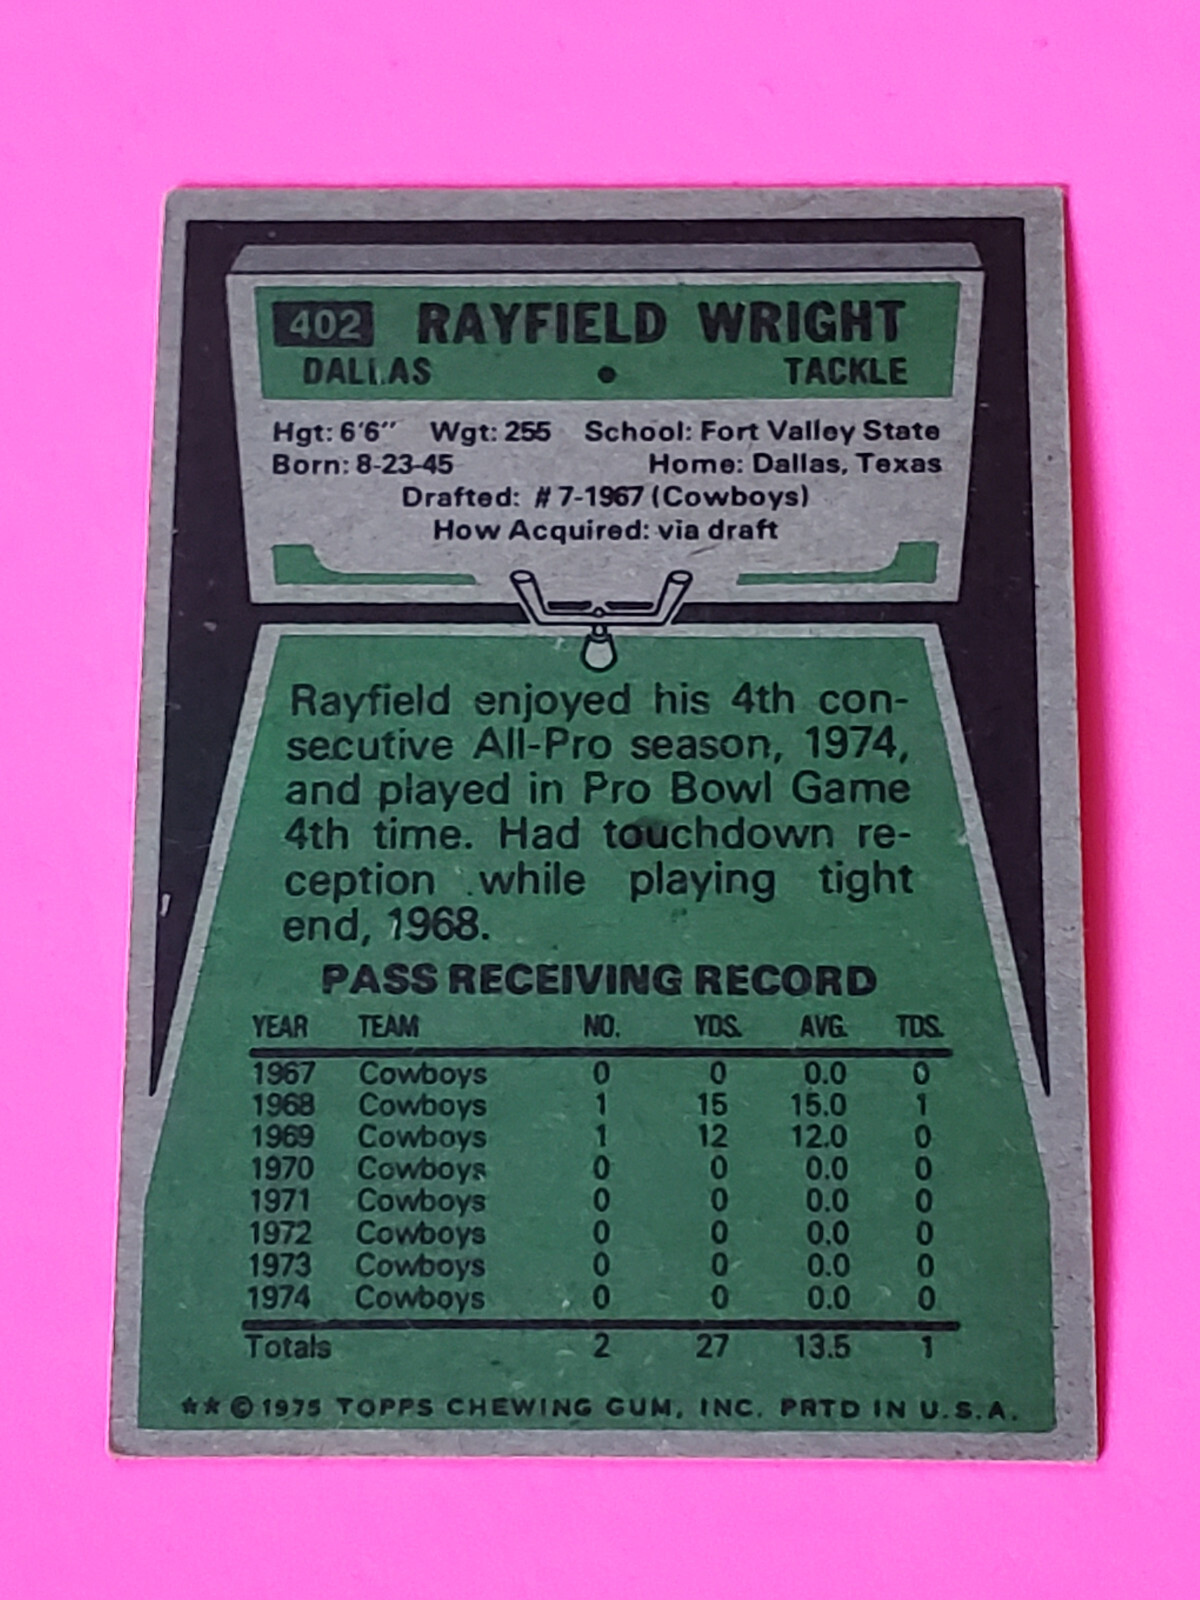 402 RAYFIELD WRIGHT
DALLAS • TACKLE
Hgt: 6'6" Wgt: 255 School: Fort Valley State
Born: 8-23-45 Home: Dallas, Texas
Drafted: #7-1967 (Cowboys)
How Acquired: via draft
Rayfield enjoyed his 4th con-
secutive All-Pro season, 1974,
and played in Pro Bowl Game
4th time. Had touchdown re-
ception while playing tight
end, 1968.
PASS RECEIVING RECORD
YEAR TEAM NO. YDS. AVG. TDS.
1967 Cowboys 0 0 0.0 0
1968 Cowboys 1 15 15.0 1
1969 Cowboys 1 12 12.0 0
1970 Cowboys 0 0 0.0 0
1971 Cowboys 0 0 0.0 0
1972 Cowboys 0 0 0.0 0
1973 Cowboys 0 0 0.0 0
1974 Cowboys 0 0 0.0 0
Totals 2 27 13.5 1
★★ © 1975 TOPPS CHEWING GUM, INC. PRTD IN U.S.A.